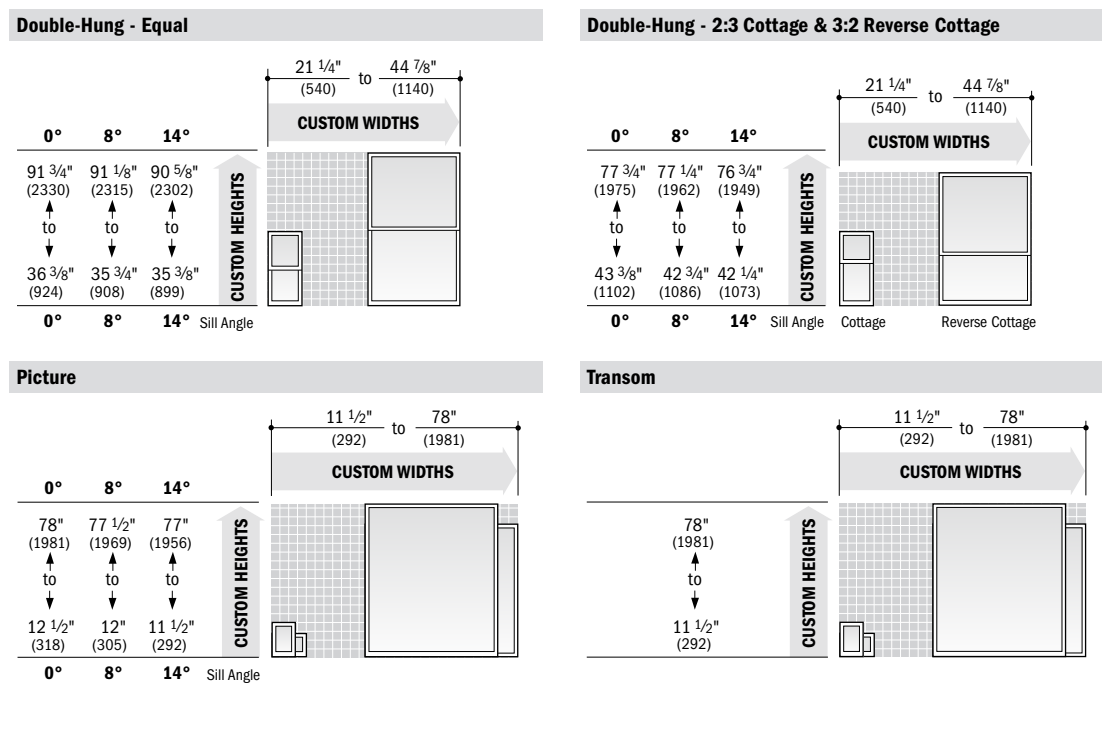 Double-Hung - Equal
21 1/4" to 44 7/8"
(540) (1140)
CUSTOM WIDTHS
0° 8° 14°
91 3/4" 91 1/8" 90 5/8"
(2330) (2315) (2302)
to to to
36 3/8" 35 3/4" 35 3/8"
(924) (908) (899)
CUSTOM HEIGHTS
0° 8° 14° Sill Angle
Double-Hung - 2:3 Cottage & 3:2 Reverse Cottage
21 1/4" to 44 7/8"
(540) (1140)
CUSTOM WIDTHS
0° 8° 14°
77 3/4" 77 1/4" 76 3/4"
(1975) (1962) (1949)
to to to
43 3/8" 42 3/4" 42 1/4"
(1102) (1086) (1073)
CUSTOM HEIGHTS
0° 8° 14° Sill Angle Cottage Reverse Cottage
Picture
11 1/2" to 78"
(292) (1981)
CUSTOM WIDTHS
0° 8° 14°
78" 77 1/2" 77"
(1981) (1969) (1956)
to to to
12 1/2" 12" 11 1/2"
(318) (305) (292)
CUSTOM HEIGHTS
0° 8° 14° Sill Angle
Transom
11 1/2" to 78"
(292) (1981)
CUSTOM WIDTHS
78"
(1981)
to
11 1/2"
(292)
CUSTOM HEIGHTS